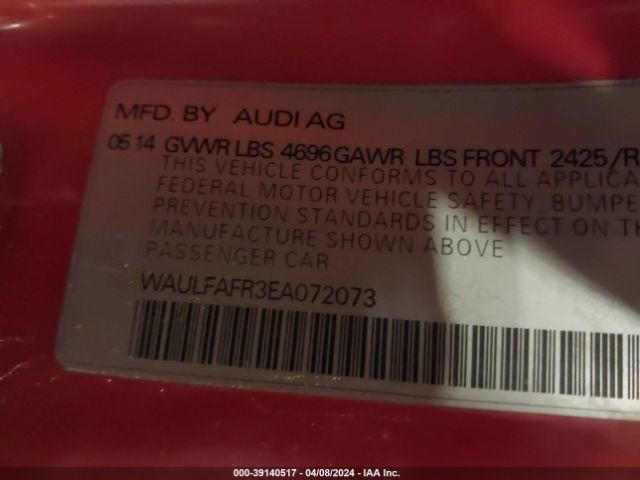 MFD. BY AUDI AG
05 14 GVWR LBS 4696 GAWR LBS FRONT 2425 /R
THIS VEHICLE CONFORMS TO ALL APPLICA
FEDERAL MOTOR VEHICLE SAFETY, BUMPE
PREVENTION STANDARDS IN EFFECT ON TH
MANUFACTURE SHOWN ABOVE
PASSENGER CAR
WAULFAFR3EA072073
000-39140517 - 04/08/2024 - IAAI Inc.